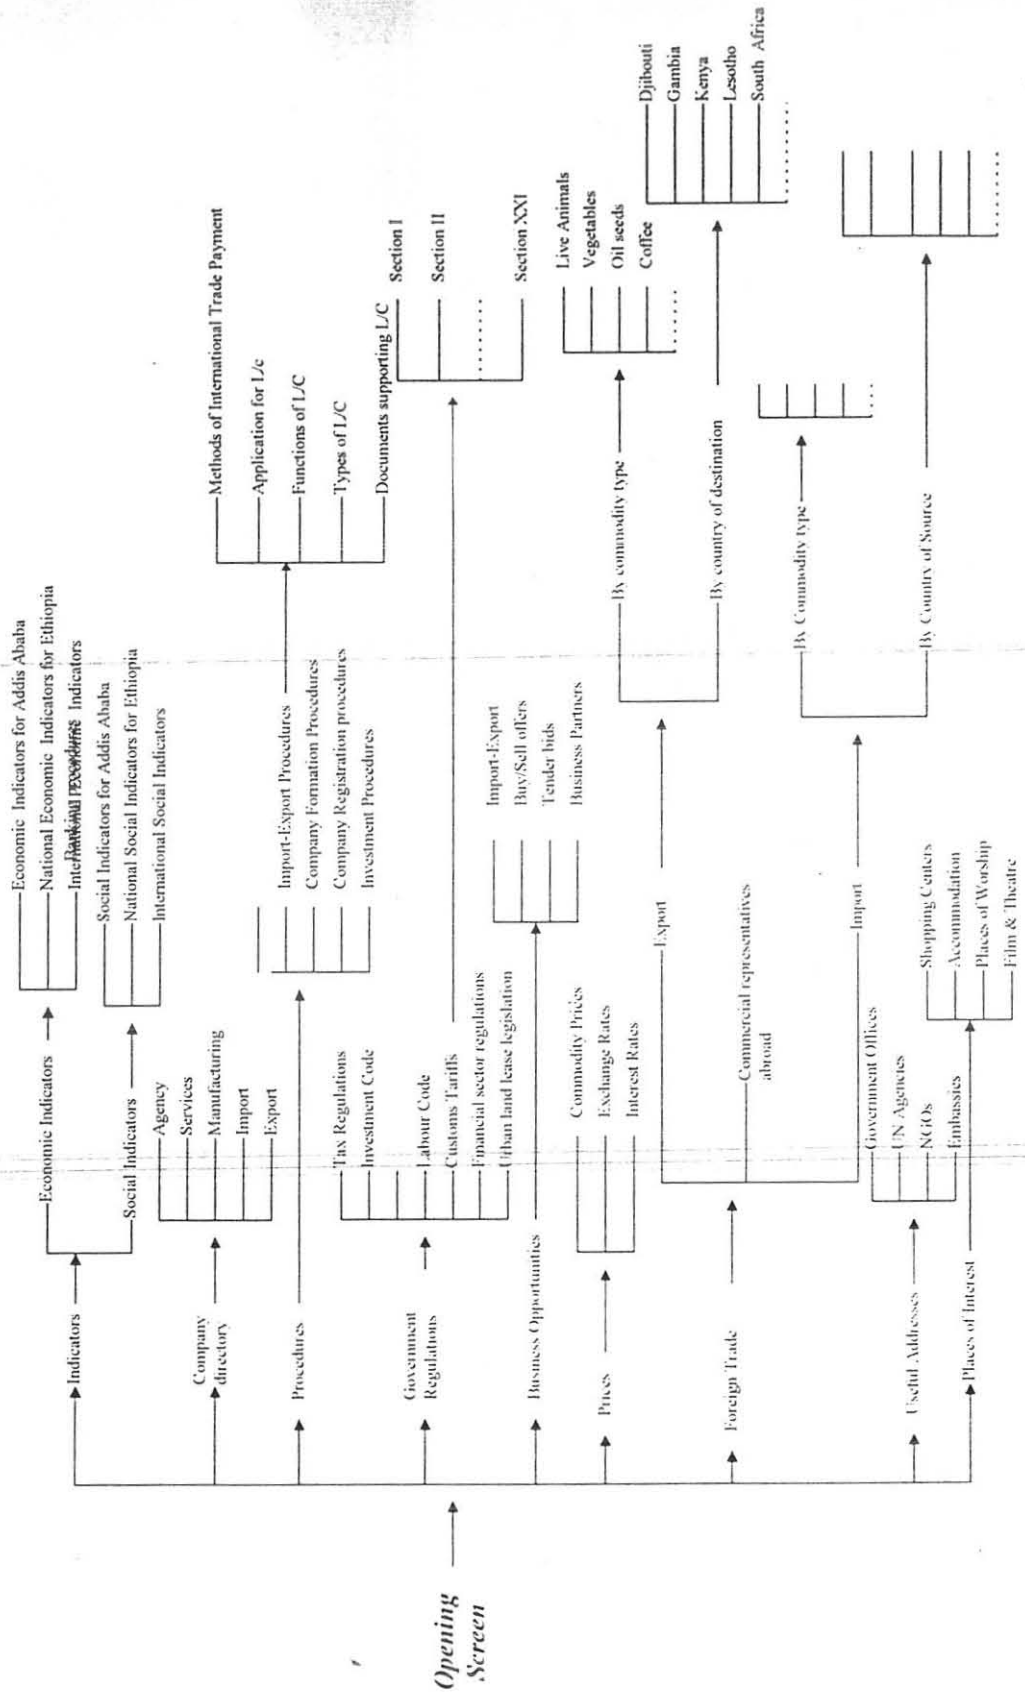 Opening
Screen
Indicators
Economic Indicators
Economic Indicators for Addis Ababa
National Economic Indicators for Ethiopia
International Economic Indicators
Banking procedures
Social Indicators
Social Indicators for Addis Ababa
National Social Indicators for Ethiopia
International Social Indicators
Company
directory
Agency
Services
Manufacturing
Import
Export
Procedures
Import-Export Procedures
Company Formation Procedures
Company Registration procedures
Investment Procedures
Methods of International Trade Payment
Application for L/c
Functions of L/C
Types of L/C
Documents supporting L/C
Government
Regulations
Tax Regulations
Investment Code
Labour Code
Customs Tariffs
Financial sector regulations
Urban land lease legislation
Section I
Section II
.......
Section XXI
Business Opportunities
Import-Export
Buy/Sell offers
Tender bids
Business Partners
Prices
Commodity Prices
Exchange Rates
Interest Rates
Foreign Trade
Export
By commodity type
Live Animals
Vegetables
Oil seeds
Coffee
......
By country of destination
Djibouti
Gambia
Kenya
Lesotho
South Africa
..........
Commercial representatives
abroad
Import
By Commodity type
....
By Country of Source
........
Useful Addresses
Government Offices
UN Agencies
NGOs
Embassies
Places of Interest
Shopping Centers
Accommodation
Places of Worship
Film & Theatre